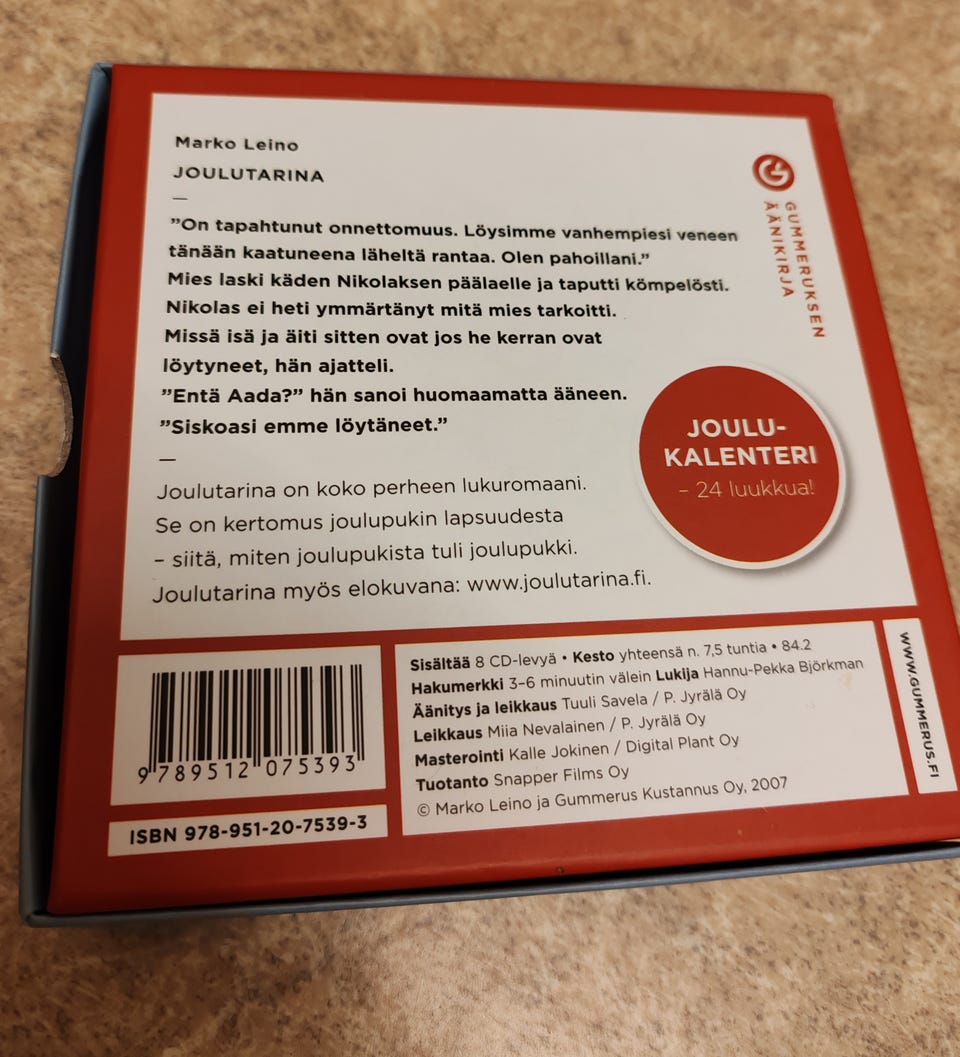 Marko Leino
JOULUTARINA
—
”On tapahtunut onnettomuus. Löysimme vanhempiesi veneen
tänään kaatuneena läheltä rantaa. Olen pahoillani.”
Mies laski käden Nikolaksen päälaelle ja taputti kömpelösti.
Nikolas ei heti ymmärtänyt mitä mies tarkoitti.
Missä isä ja äiti sitten ovat jos he kerran ovat
löytyneet, hän ajatteli.
”Entä Aada?” hän sanoi huomaamatta ääneen.
”Siskoasi emme löytäneet.”
—
Joulutarina on koko perheen lukuromaani.
Se on kertomus joulupukin lapsuudesta
– siitä, miten joulupukista tuli joulupukki.
Joulutarina myös elokuvana: www.joulutarina.fi.
GUMMERUKSEN
ÄÄNIKIRJA
JOULU-
KALENTERI
– 24 luukkua!
9 789512 075393
ISBN 978-951-20-7539-3
Sisältää 8 CD-levyä • Kesto yhteensä n. 7,5 tuntia • 84.2
Hakumerkki 3–6 minuutin välein Lukija Hannu-Pekka Björkman
Äänitys ja leikkaus Tuuli Savela / P. Jyrälä Oy
Leikkaus Miia Nevalainen / P. Jyrälä Oy
Masterointi Kalle Jokinen / Digital Plant Oy
Tuotanto Snapper Films Oy
© Marko Leino ja Gummerus Kustannus Oy, 2007
WWW.GUMMERUS.FI